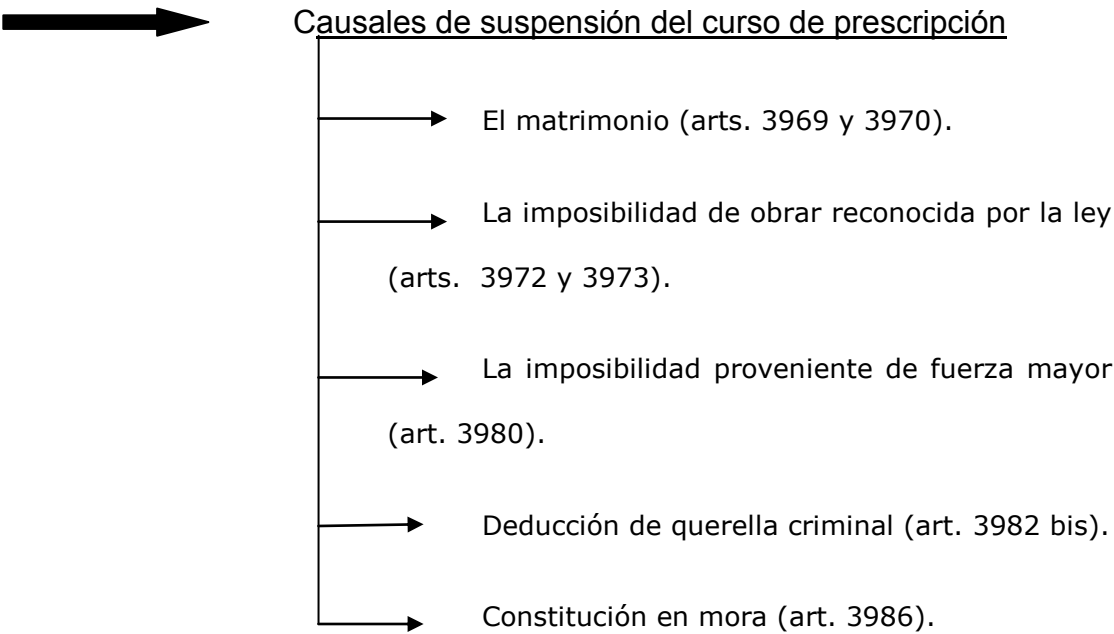 Causales de suspensión del curso de prescripción
El matrimonio (arts. 3969 y 3970).
La imposibilidad de obrar reconocida por la ley
(arts. 3972 y 3973).
La imposibilidad proveniente de fuerza mayor
(art. 3980).
Deducción de querella criminal (art. 3982 bis).
Constitución en mora (art. 3986).